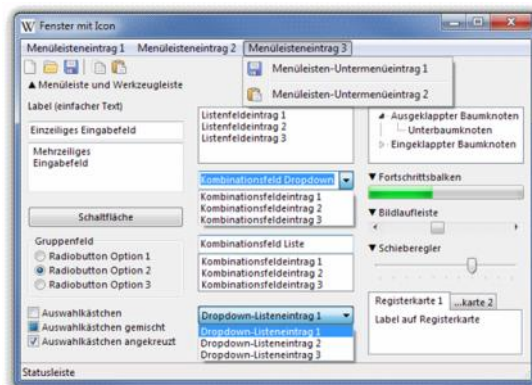 W Fenster mit Icon
Menüleisteneintrag 1 Menüleisteneintrag 2 Menüleisteneintrag 3
Menüleisten-Untermenüeintrag 1
Menüleisten-Untermenüeintrag 2
▲ Menüleiste und Werkzeugleiste
Label (einfacher Text)
Einzeiliges Eingabefeld
Mehrzeiliges
Eingabefeld
Schaltfläche
Gruppenfeld
Radiobutton Option 1
Radiobutton Option 2
Radiobutton Option 3
Auswahlkästchen
Auswahlkästchen gemischt
Auswahlkästchen angekreuzt
Listenfeldeintrag 1
Listenfeldeintrag 2
Listenfeldeintrag 3
Kombinationsfeld Dropdown
Kombinationsfeldeintrag 1
Kombinationsfeldeintrag 2
Kombinationsfeldeintrag 3
Kombinationsfeld Liste
Kombinationsfeldeintrag 1
Kombinationsfeldeintrag 2
Kombinationsfeldeintrag 3
Dropdown-Listeneintrag 1
Dropdown-Listeneintrag 1
Dropdown-Listeneintrag 2
Dropdown-Listeneintrag 3
Ausgeklappter Baumknoten
Unterbaumknoten
Eingeklappter Baumknoten
▼ Fortschrittsbalken
▼ Bildlaufleiste
▼ Schieberegler
Registerkarte 1 ...karte 2
Label auf Registerkarte
Statusleiste